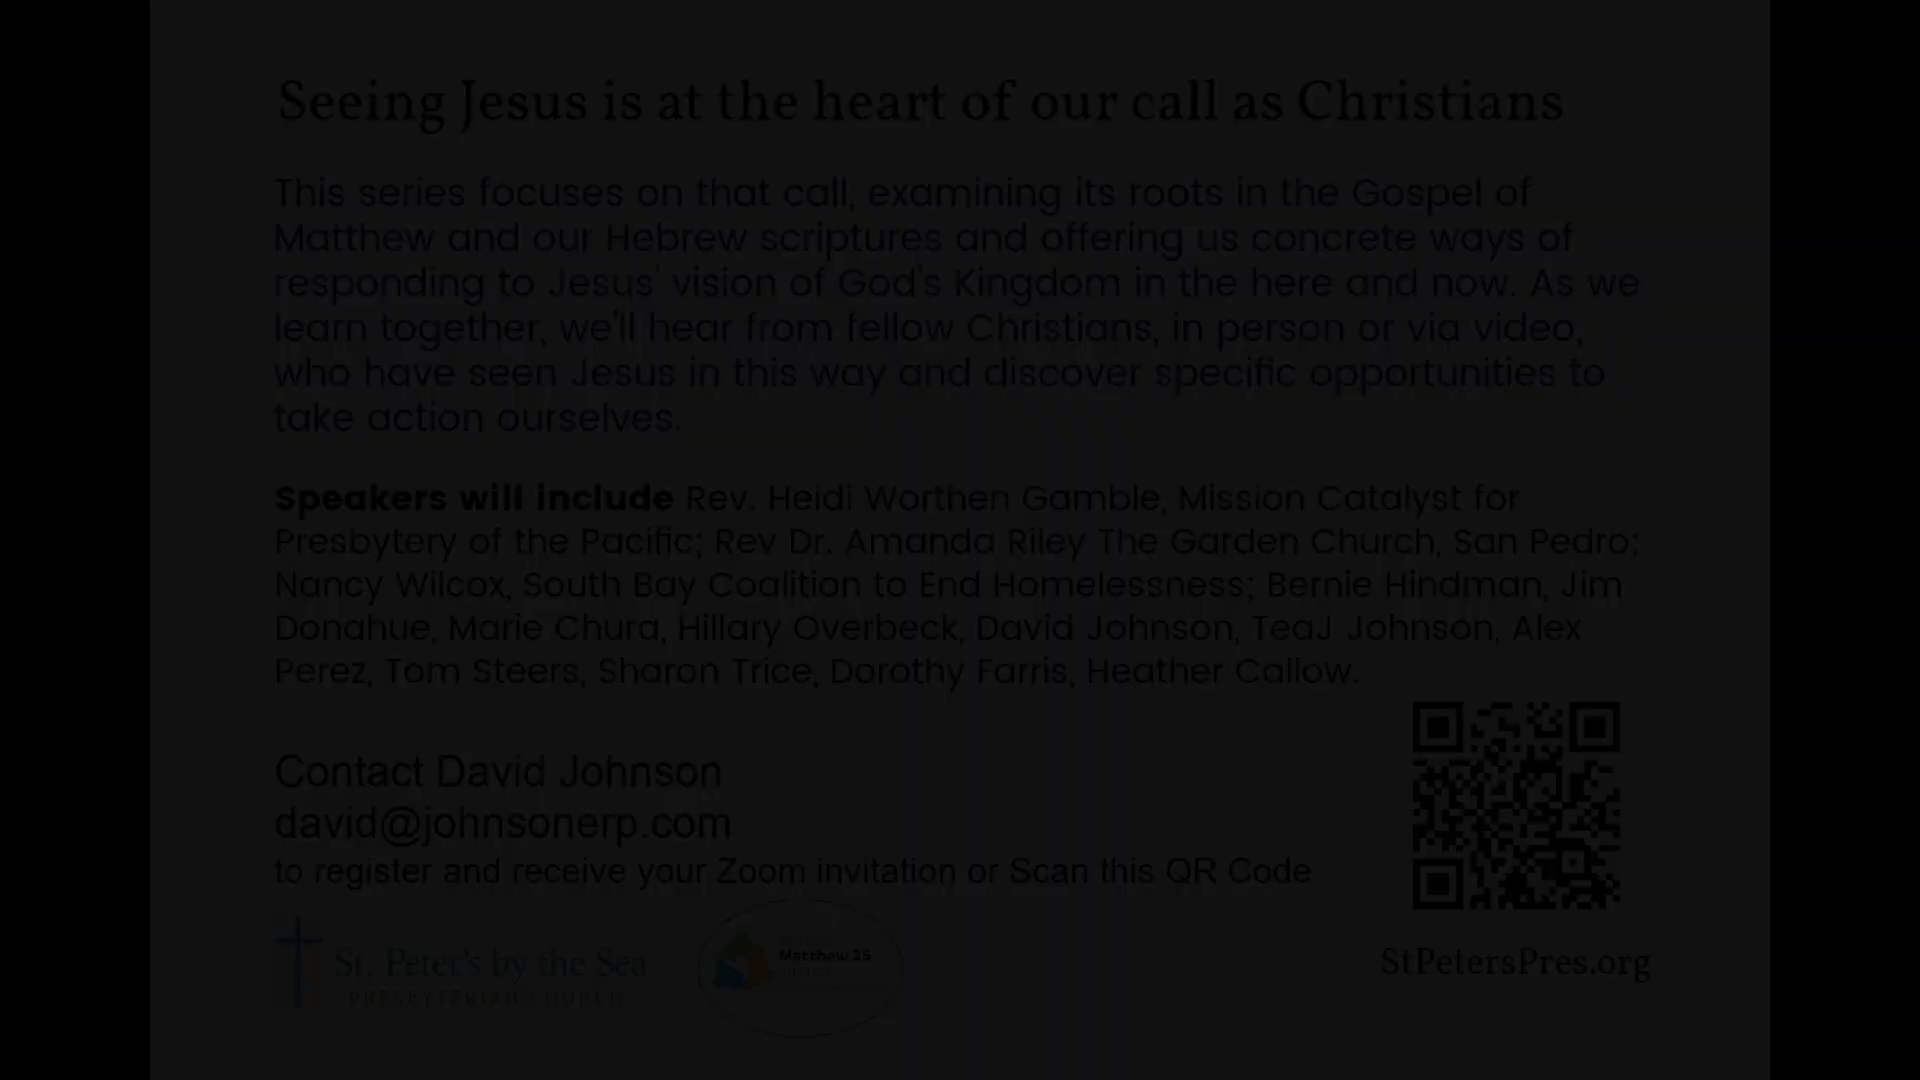 Seeing Jesus is at the heart of our call as Christians
This series focuses on that call, examining its roots in the Gospel of
Matthew and our Hebrew scriptures and offering us concrete ways of
responding to Jesus' vision of God's Kingdom in the here and now. As we
learn together, we'll hear from fellow Christians, in person or via video,
who have seen Jesus in this way and discover specific opportunities to
take action ourselves.
Speakers will include Rev. Heidi Worthen Gamble, Mission Catalyst for
Presbytery of the Pacific; Rev Dr. Amanda Riley The Garden Church, San Pedro;
Nancy Wilcox, South Bay Coalition to End Homelessness; Bernie Hindman, Jim
Donahue, Marie Chura, Hillary Overbeck, David Johnson, TeaJ Johnson, Alex
Perez, Tom Steers, Sharon Trice, Dorothy Farris, Heather Callow.
Contact David Johnson
david@johnsonerp.com
to register and receive your Zoom invitation or Scan this QR Code
St. Peter's by the Sea
PRESBYTERIAN CHURCH
Matthew 25
StPetersPres.org